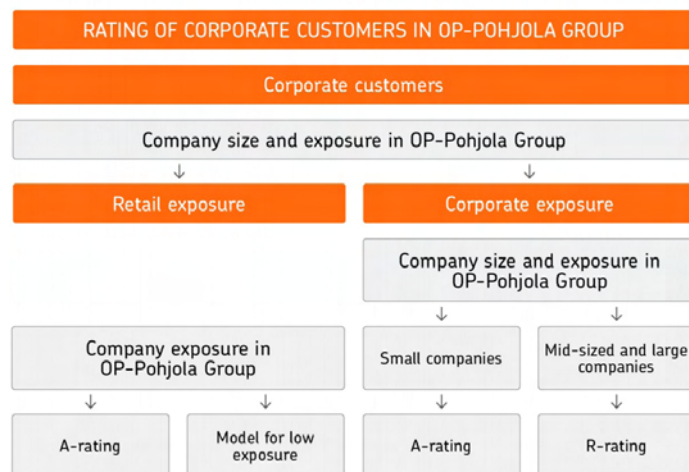 RATING OF CORPORATE CUSTOMERS IN OP-POHJOLA GROUP
Corporate customers
Company size and exposure in OP-Pohjola Group
Retail exposure
Corporate exposure
Company size and exposure in
OP-Pohjola Group
Company exposure in
OP-Pohjola Group
Small companies
Mid-sized and large
companies
A-rating
Model for low
exposure
A-rating
R-rating